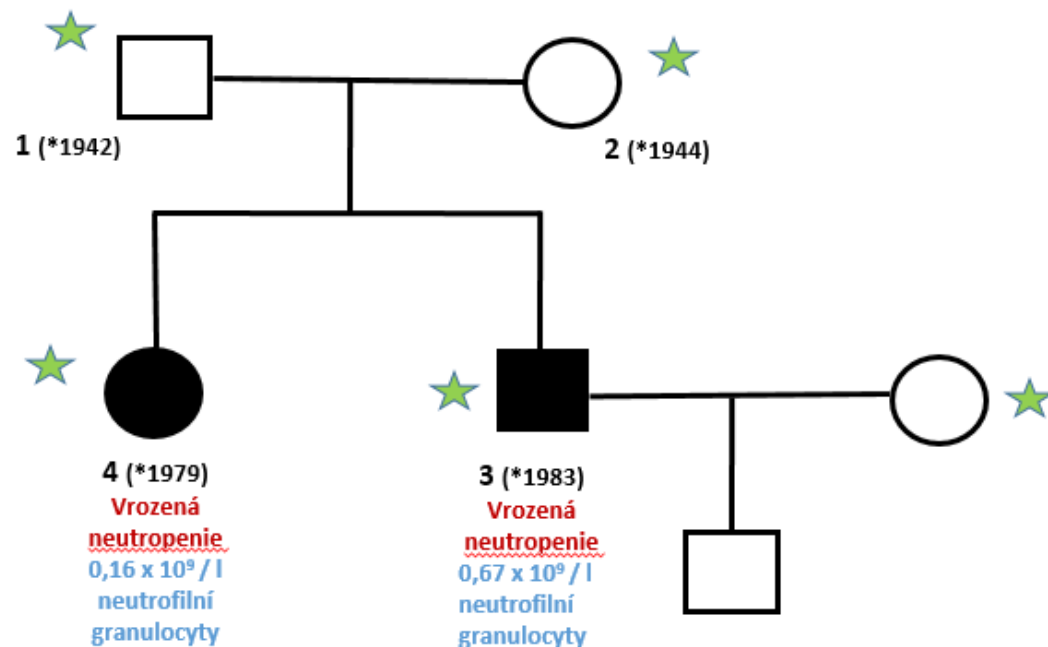 1 (*1942)
2 (*1944)
4 (*1979)
Vrozená
neutropenie
0,16 x 10⁹ / l
neutrofilní
granulocyty
3 (*1983)
Vrozená
neutropenie
0,67 x 10⁹ / l
neutrofilní
granulocyty